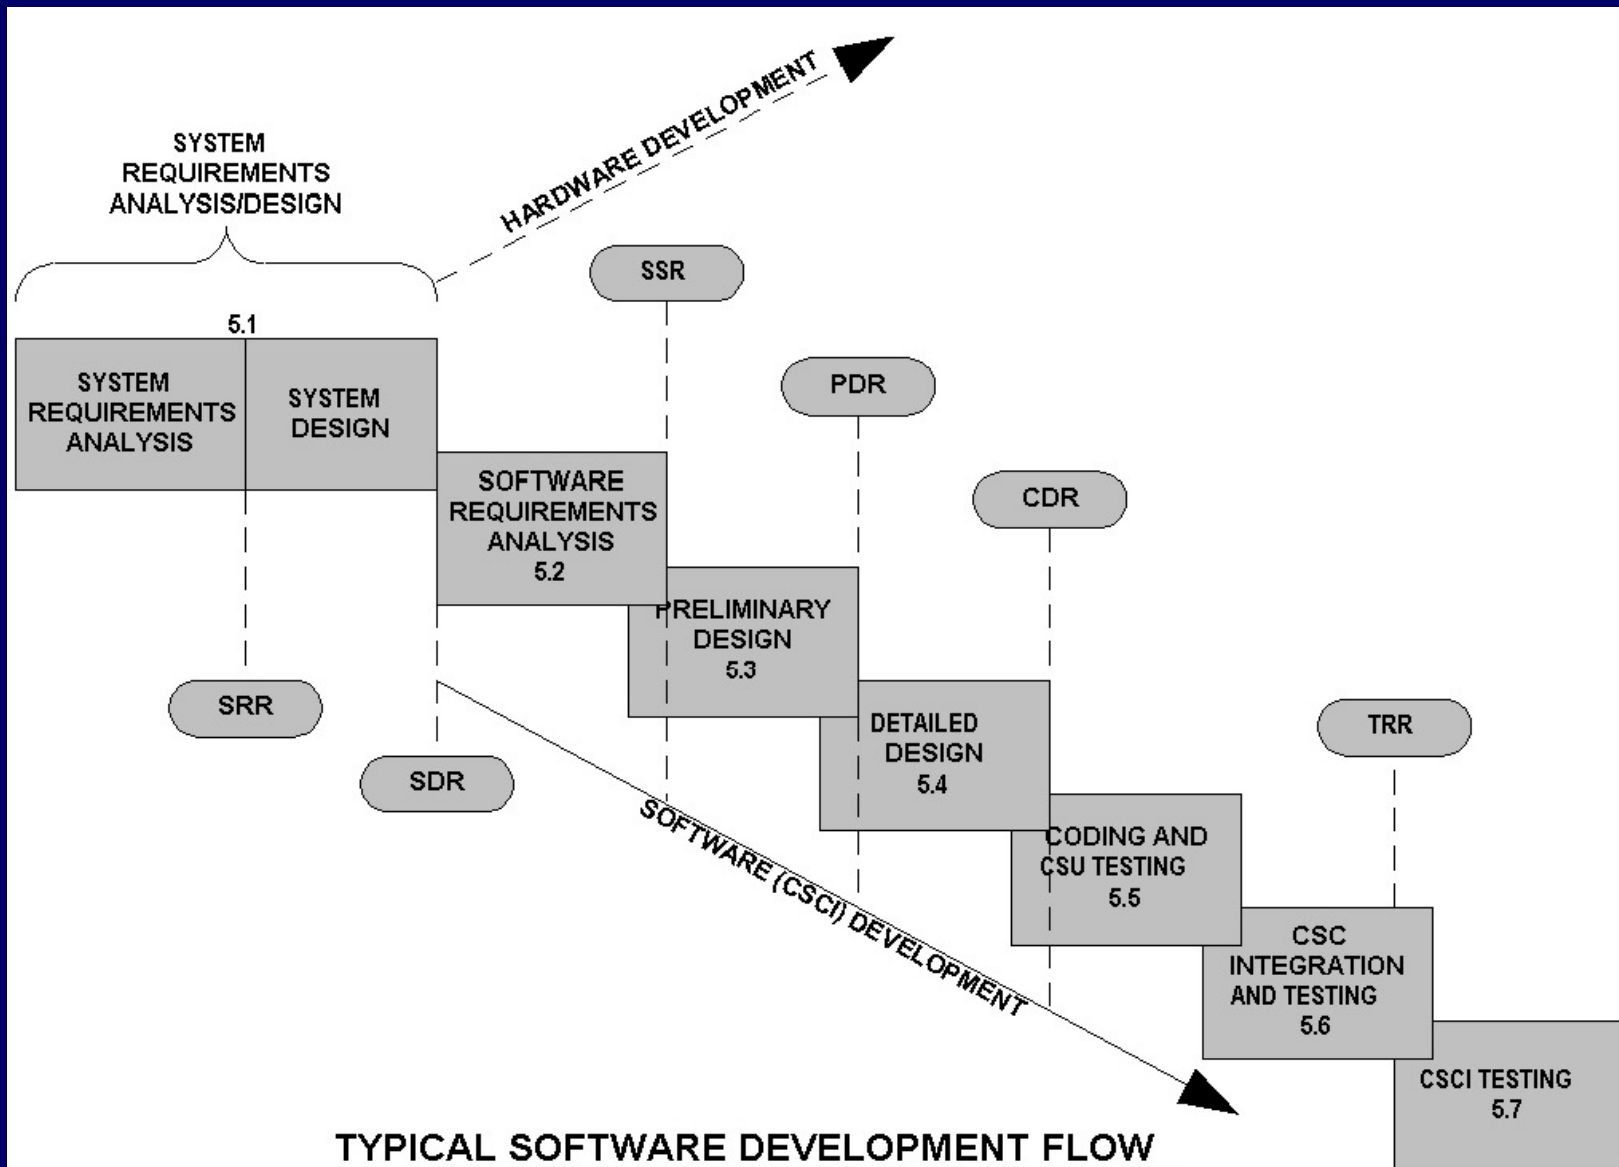 HARDWARE DEVELOPMENT
SYSTEM
REQUIREMENTS
ANALYSIS/DESIGN
SSR
5.1
SYSTEM
REQUIREMENTS
ANALYSIS
SYSTEM
DESIGN
PDR
SOFTWARE
REQUIREMENTS
ANALYSIS
5.2
CDR
PRELIMINARY
DESIGN
5.3
SRR
SDR
DETAILED
DESIGN
5.4
TRR
SOFTWARE (CSCI) DEVELOPMENT
CODING AND
CSU TESTING
5.5
CSC
INTEGRATION
AND TESTING
5.6
CSCI TESTING
5.7
TYPICAL SOFTWARE DEVELOPMENT FLOW